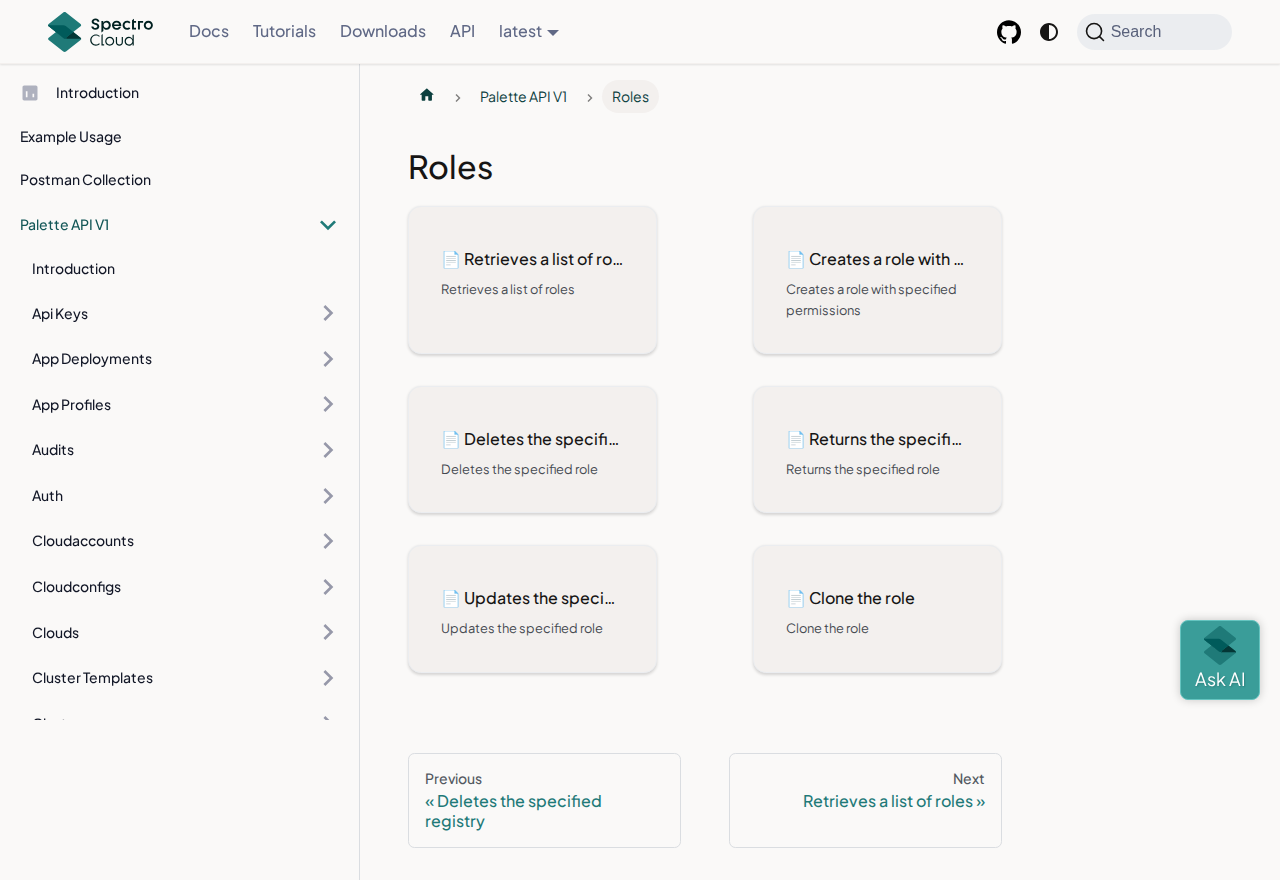 Spectro
Cloud
Docs
Tutorials
Downloads
API
latest
Search
Introduction
Example Usage
Postman Collection
Palette API V1
Introduction
Api Keys
App Deployments
App Profiles
Audits
Auth
Cloudaccounts
Cloudconfigs
Clouds
Cluster Templates
Palette API V1
Roles
Roles
Retrieves a list of ro…
Retrieves a list of roles
Creates a role with …
Creates a role with specified
permissions
Deletes the specifi…
Deletes the specified role
Returns the specifi…
Returns the specified role
Updates the speci…
Updates the specified role
Clone the role
Clone the role
Ask AI
Previous
« Deletes the specified
registry
Next
Retrieves a list of roles »